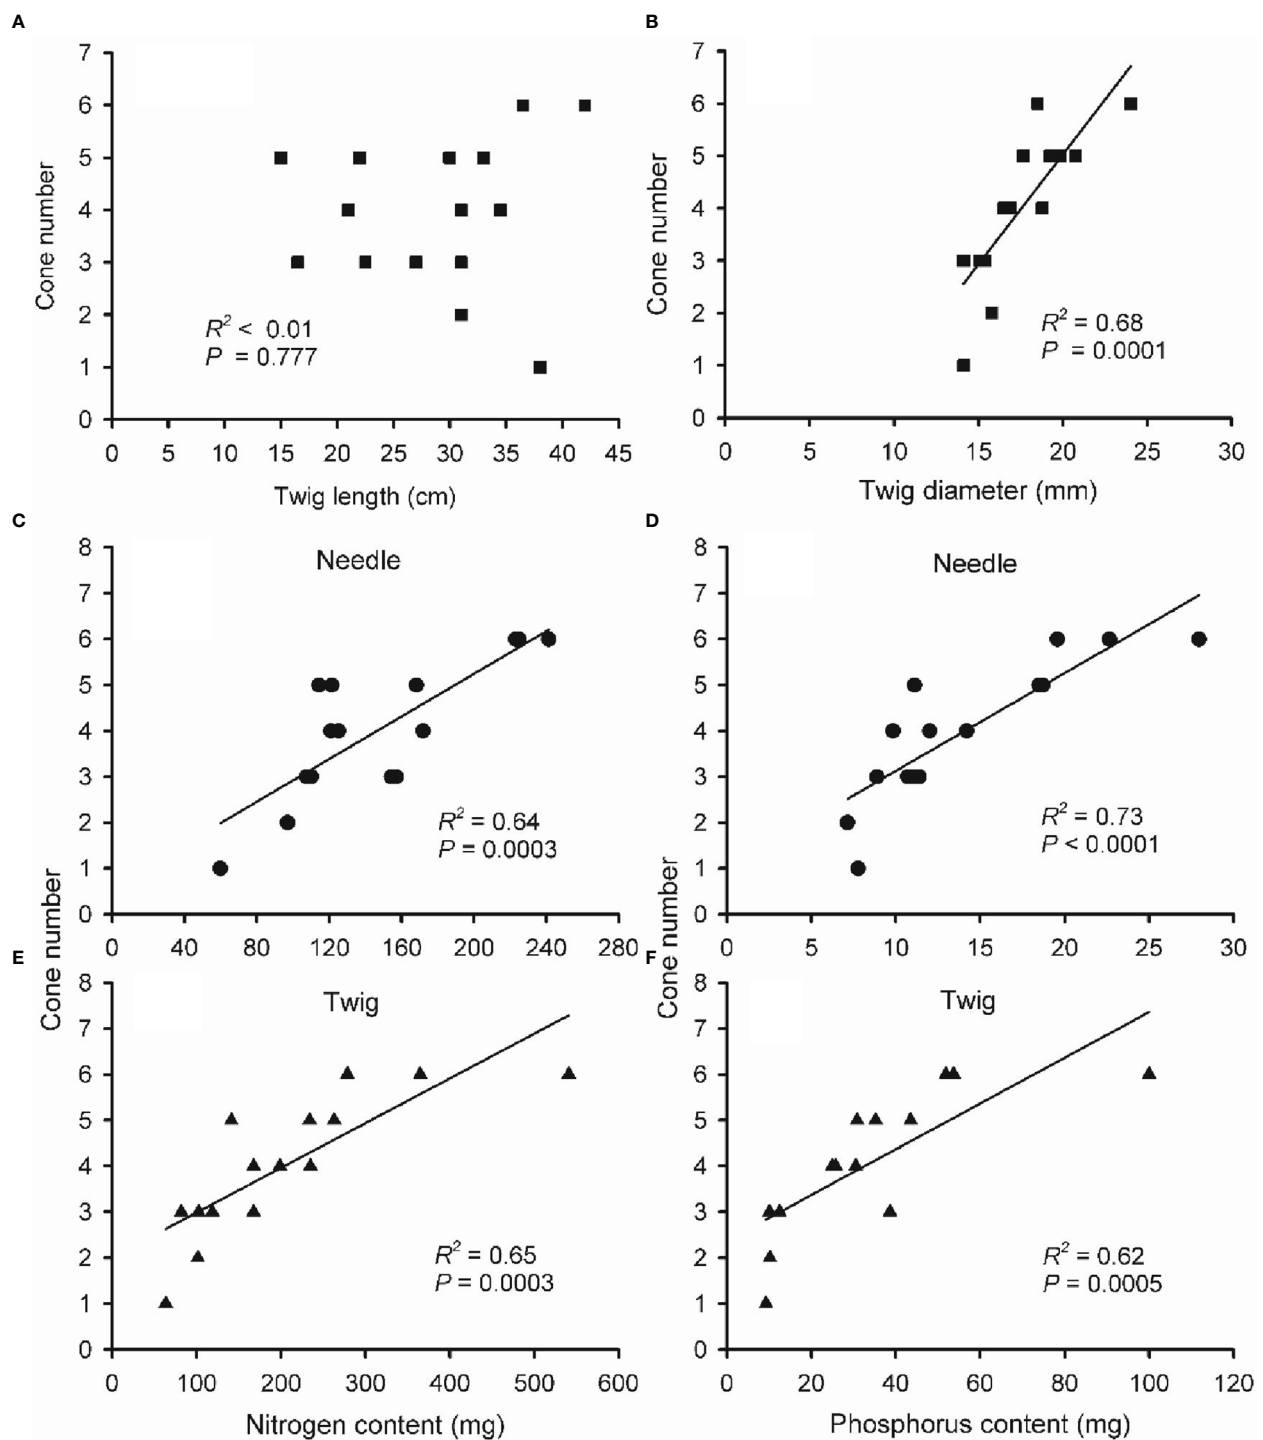 A
7
6
5
4
3
2
1
0
Cone number
R² < 0.01
P = 0.777
0 5 10 15 20 25 30 35 40 45
Twig length (cm)
B
7
6
5
4
3
2
1
0
Cone number
R² = 0.68
P = 0.0001
0 5 10 15 20 25 30
Twig diameter (mm)
C
Needle
8
7
6
5
4
3
2
1
0
R² = 0.64
P = 0.0003
0 40 80 120 160 200 240 280
D
Needle
8
7
6
5
4
3
2
1
0
R² = 0.73
P < 0.0001
0 5 10 15 20 25 30
Cone number
Cone number
E
Twig
8
7
6
5
4
3
2
1
0
R² = 0.65
P = 0.0003
0 100 200 300 400 500 600
Nitrogen content (mg)
F
Twig
8
7
6
5
4
3
2
1
0
R² = 0.62
P = 0.0005
0 20 40 60 80 100 120
Phosphorus content (mg)